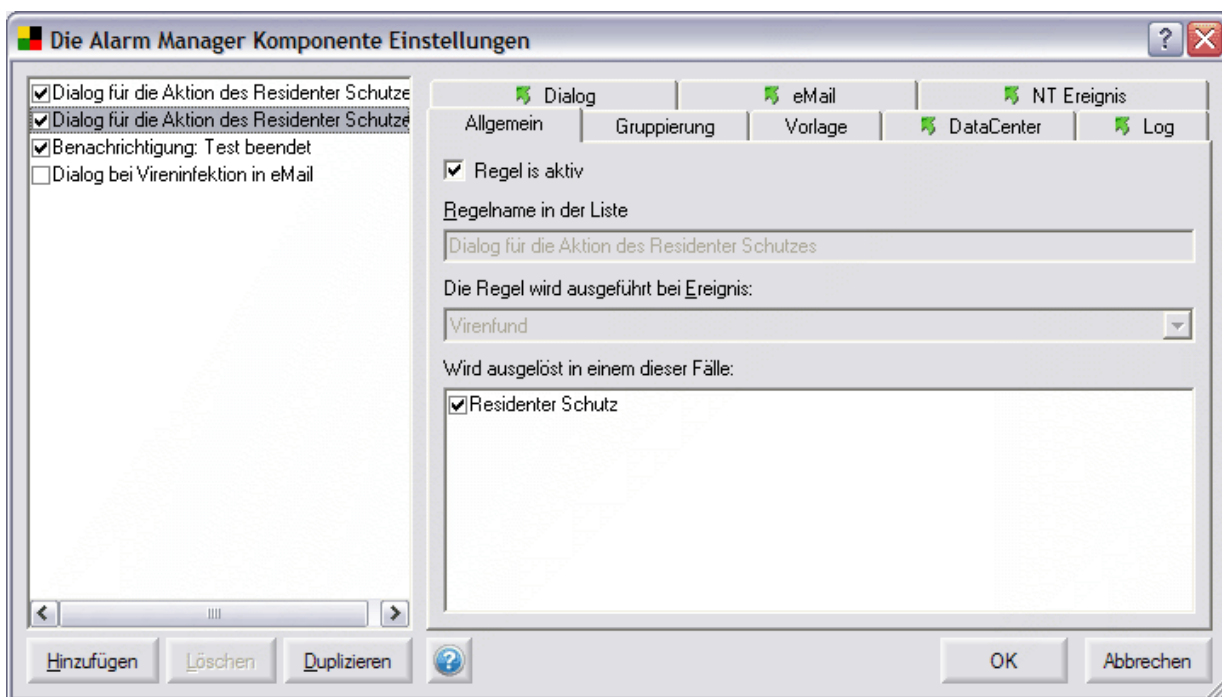 Die Alarm Manager Komponente Einstellungen
Dialog für die Aktion des Residenter Schutze
Dialog für die Aktion des Residenter Schutze
Benachrichtigung: Test beendet
Dialog bei Vireninfektion in eMail
Dialog
eMail
NT Ereignis
Allgemein
Gruppierung
Vorlage
DataCenter
Log
Regel is aktiv
Regelname in der Liste
Dialog für die Aktion des Residenter Schutzes
Die Regel wird ausgeführt bei Ereignis:
Virenfund
Wird ausgelöst in einem dieser Fälle:
Residenter Schutz
Hinzufügen
Löschen
Duplizieren
OK
Abbrechen